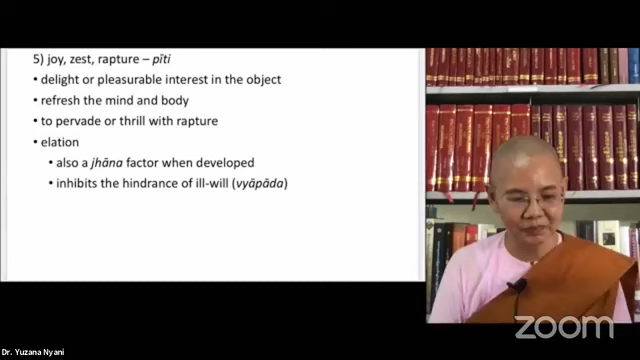 5) joy, zest, rapture – pīti
• delight or pleasurable interest in the object
• refresh the mind and body
• to pervade or thrill with rapture
• elation
• also a jhāna factor when developed
• inhibits the hindrance of ill-will (vyāpāda)
zoom
Dr. Yuzana Nyani